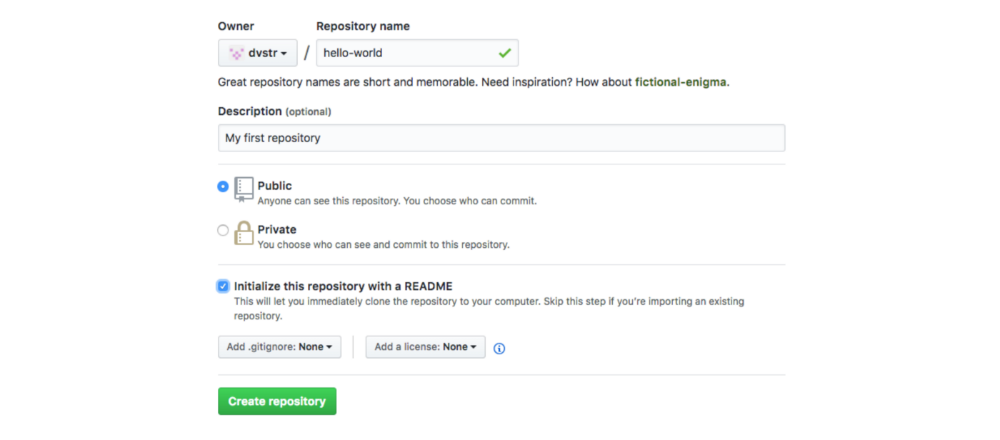 Owner Repository name
dvstr / hello-world
Great repository names are short and memorable. Need inspiration? How about fictional-enigma.
Description (optional)
My first repository
Public
Anyone can see this repository. You choose who can commit.
Private
You choose who can see and commit to this repository.
Initialize this repository with a README
This will let you immediately clone the repository to your computer. Skip this step if you’re importing an existing
repository.
Add .gitignore: None Add a license: None
Create repository